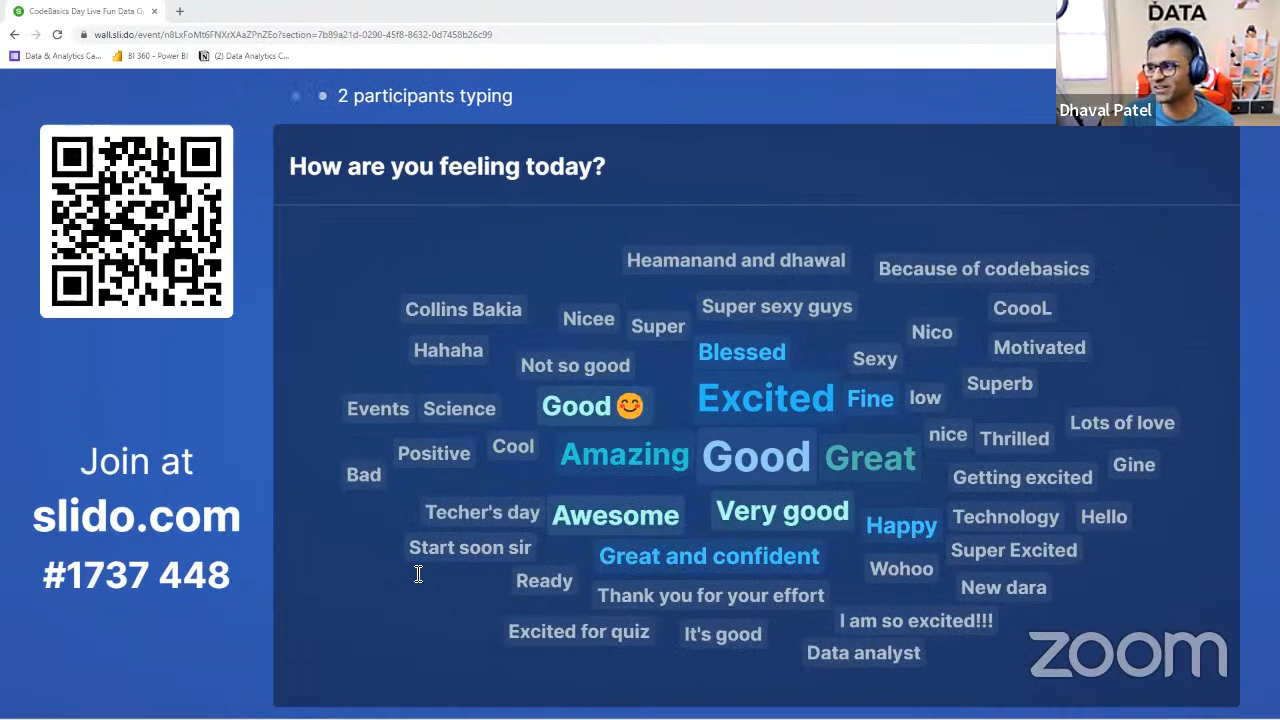 CodeBasics Day Live Fun Data Q
wall.sli.do/event/n8LxFoMt6FNXrXAaZPnZEo?section=7b89a21d-0290-45f8-8632-0d7458b26c99
Data & Analytics Ca...
BI 360 - Power BI
(2) Data Analytics C...
DATA
Dhaval Patel
2 participants typing
How are you feeling today?
Heamanand and dhawal
Because of codebasics
Collins Bakia
Nicee
Super
Super sexy guys
Nico
CoooL
Hahaha
Not so good
Blessed
Sexy
Motivated
Superb
Events
Science
Good😊
Excited
Fine
low
Lots of love
Bad
Positive
Cool
Amazing
Good
Great
nice
Thrilled
Getting excited
Gine
Techer's day
Awesome
Very good
Happy
Technology
Hello
Start soon sir
Great and confident
Super Excited
Ready
Thank you for your effort
Wohoo
New dara
Excited for quiz
It's good
I am so excited!!!
Data analyst
Join at
slido.com
#1737 448
zoom